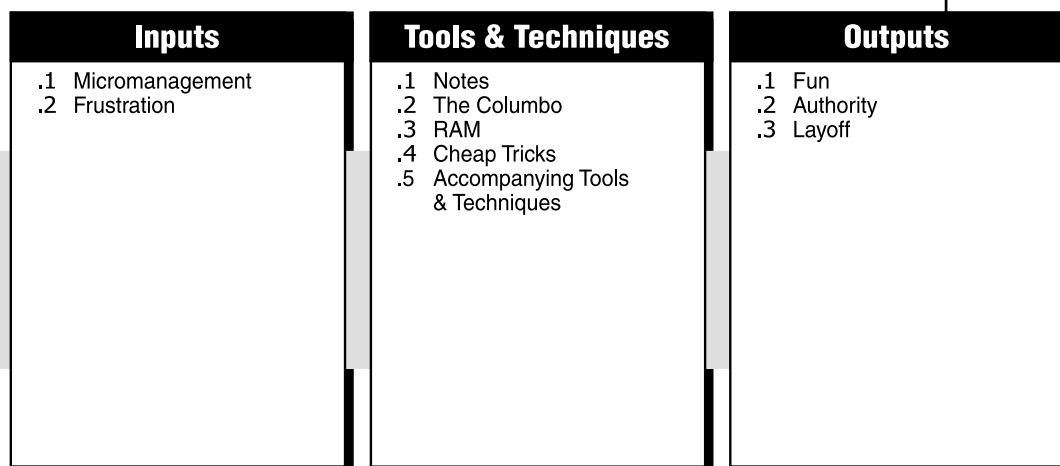 Inputs
.1 Micromanagement
.2 Frustration
Tools & Techniques
.1 Notes
.2 The Columbo
.3 RAM
.4 Cheap Tricks
.5 Accompanying Tools
& Techniques
Outputs
.1 Fun
.2 Authority
.3 Layoff